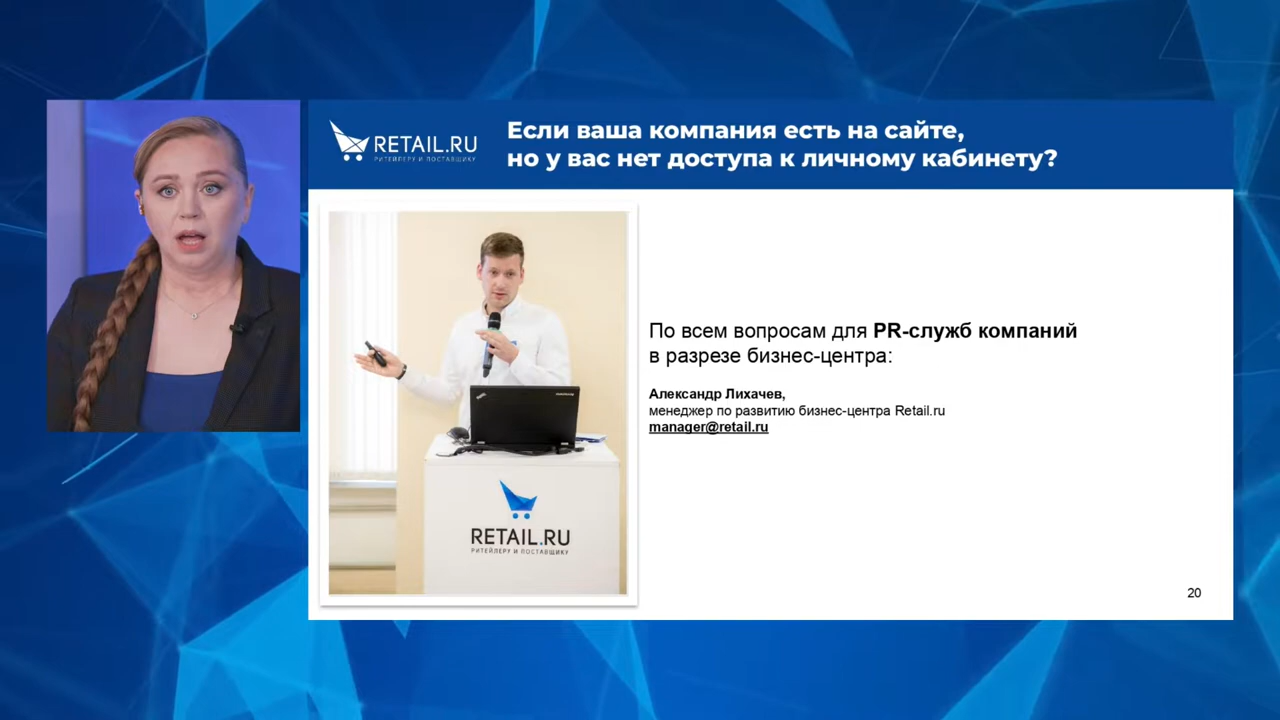 RETAIL.RU
РИТЕЙЛЕРУ И ПОСТАВЩИКУ
Если ваша компания есть на сайте,
но у вас нет доступа к личному кабинету?
По всем вопросам для PR-служб компаний
в разрезе бизнес-центра:
Александр Лихачев,
менеджер по развитию бизнес-центра Retail.ru
manager@retail.ru
RETAIL.RU
РИТЕЙЛЕРУ И ПОСТАВЩИКУ
20